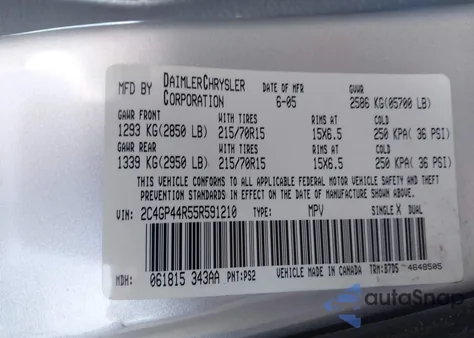 MFD BY DAIMLERCHRYSLER CORPORATION DATE OF MFR 6-05 GVWR 2586 KG(05700 LB)
GAWR FRONT WITH TIRES RIMS AT COLD
1293 KG(2850 LB) 215/70R15 15X6.5 250 KPA( 36 PSI)
GAWR REAR WITH TIRES RIMS AT COLD
1339 KG(2950 LB) 215/70R15 15X6.5 250 KPA( 36 PSI)
THIS VEHICLE CONFORMS TO ALL APPLICABLE FEDERAL MOTOR VEHICLE SAFETY, BUMPER, AND THEFT
PREVENTION STANDARDS IN EFFECT ON THE DATE OF MANUFACTURE SHOWN ABOVE.
VIN: 2C4GP44R55R591210 TYPE: MPV SINGLE X DUAL
MDH: 061815 343AA PNT:PS2 VEHICLE MADE IN CANADA TRM:B7D5 4648505
autoSnap